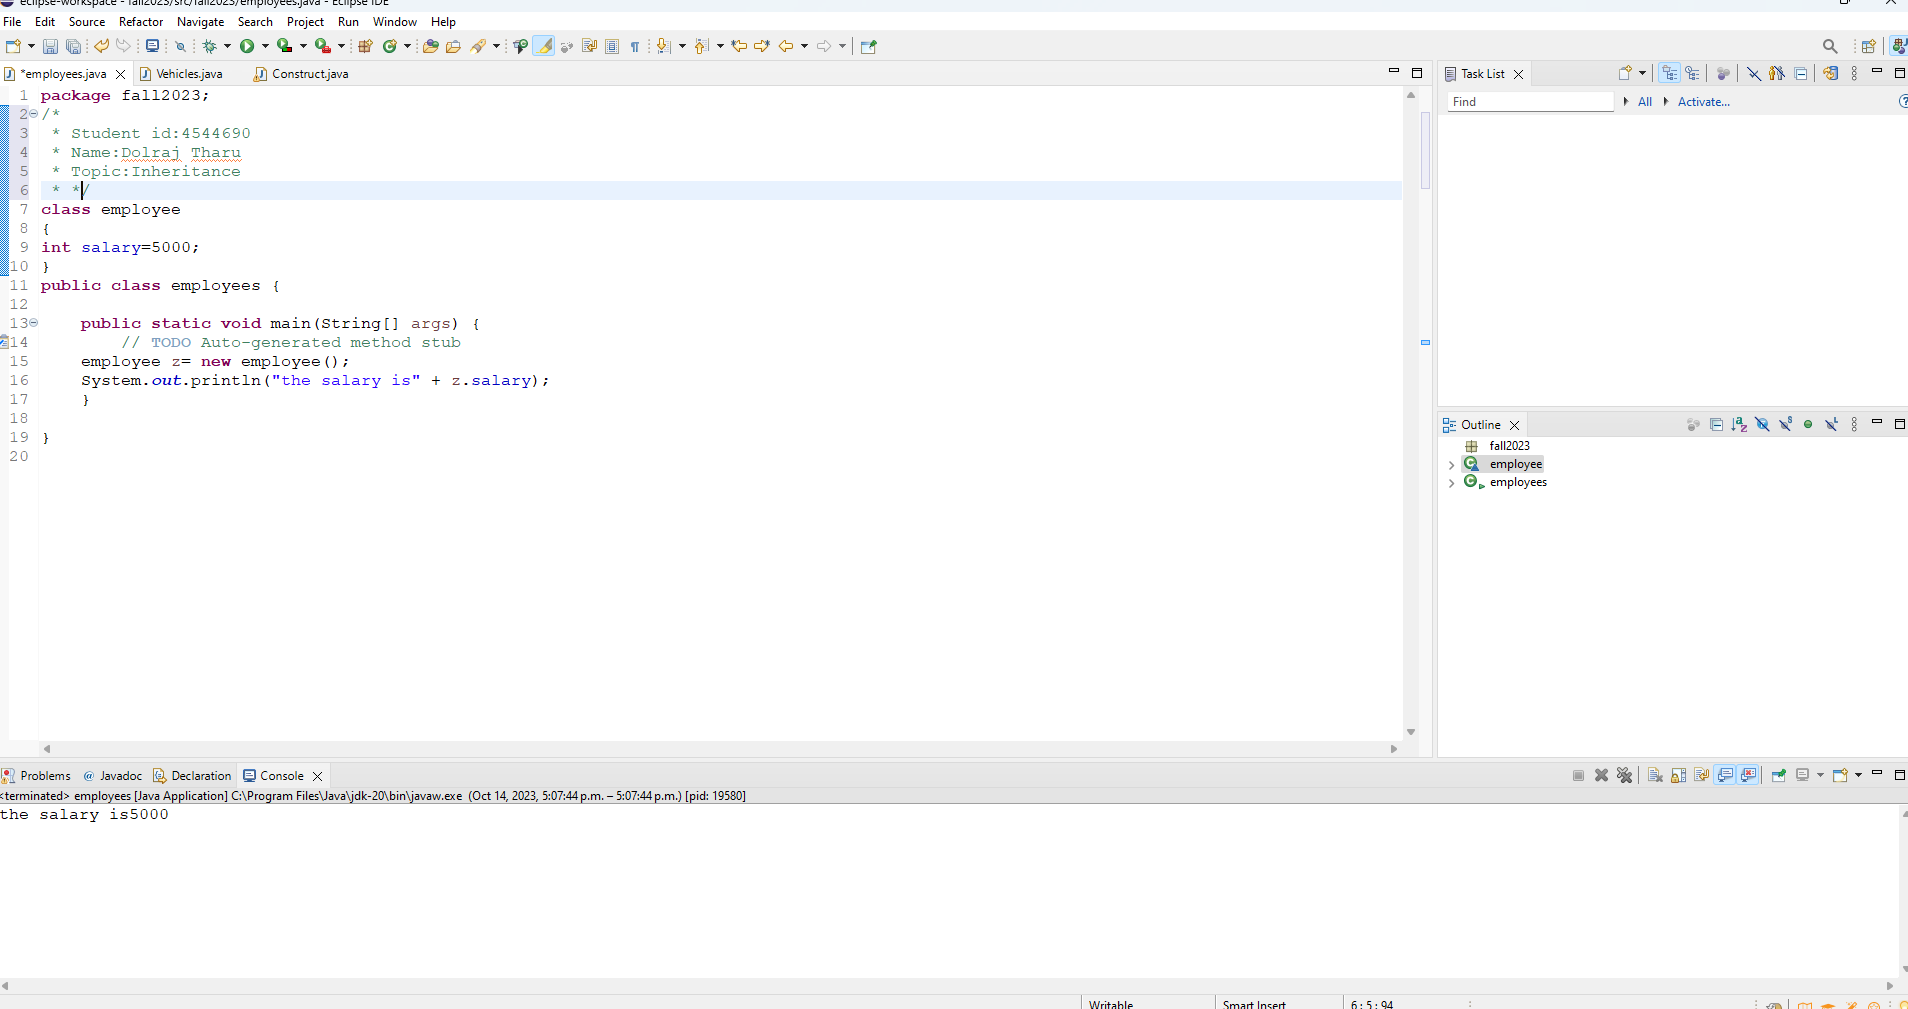 eclipse-workspace - fall2023/src/fall2023/employees.java - Eclipse IDE
File Edit Source Refactor Navigate Search Project Run Window Help
*employees.java Vehicles.java Construct.java
1 package fall2023;
2 /*
3 * Student id:4544690
4 * Name:Dolraj Tharu
5 * Topic:Inheritance
6 * */
7 class employee
8 {
9 int salary=5000;
10 }
11 public class employees {
12
13 public static void main(String[] args) {
14 // TODO Auto-generated method stub
15 employee z= new employee();
16 System.out.println("the salary is" + z.salary);
17 }
18
19 }
20
Task List
Find All Activate...
Outline
fall2023
employee
employees
Problems @ Javadoc Declaration Console
<terminated> employees [Java Application] C:\Program Files\Java\jdk-20\bin\javaw.exe (Oct 14, 2023, 5:07:44 p.m. – 5:07:44 p.m.) [pid: 19580]
the salary is5000
Writable Smart Insert 6 : 5 : 94